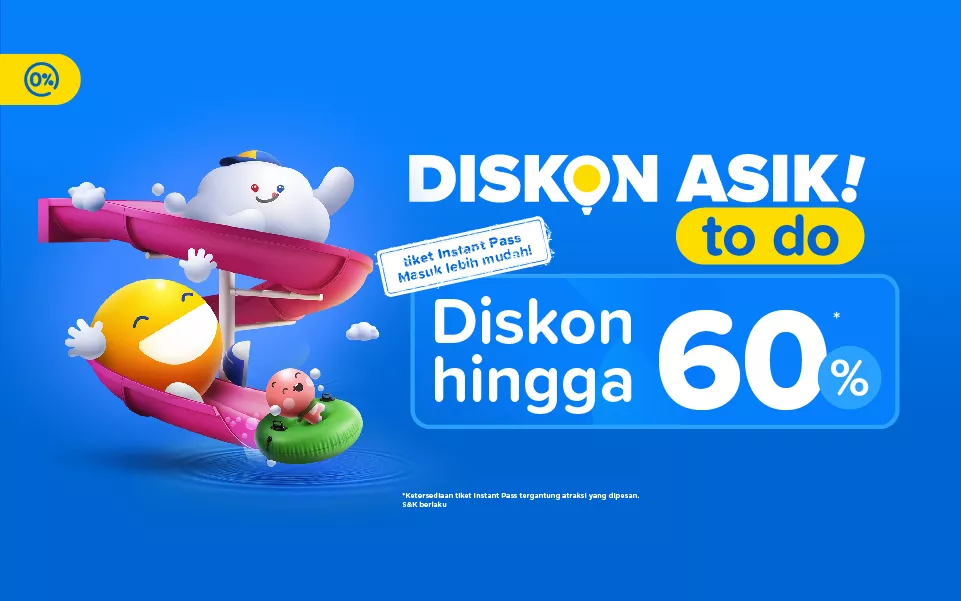 0%
DISKON ASIK!
to do
tiket Instant Pass
Masuk lebih mudah!
Diskon
hingga
60%*
*Ketersediaan tiket Instant Pass tergantung atraksi yang dipesan.
S&K berlaku